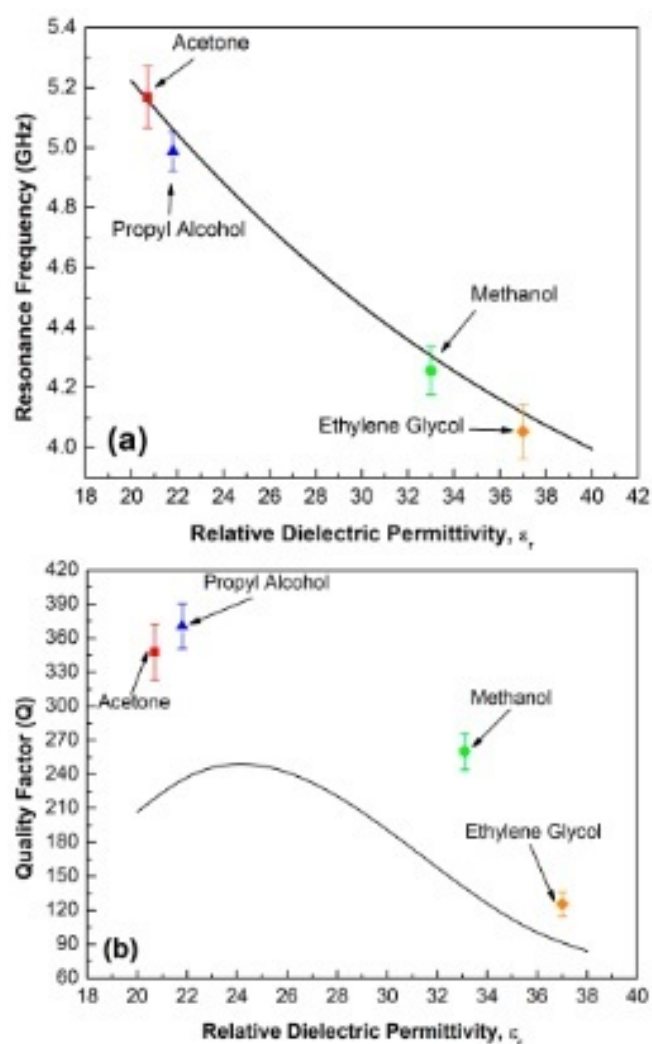 5.4
Acetone
5.2
5.0
Propyl Alcohol
4.8
4.6
Methanol
4.4
4.2
Ethylene Glycol
4.0
(a)
Resonance Frequency (GHz)
18 20 22 24 26 28 30 32 34 36 38 40 42
Relative Dielectric Permittivity, εr
420
Propyl Alcohol
390
360
330
Acetone
300
Methanol
270
240
210
180
Ethylene Glycol
150
120
90
(b)
60
Quality Factor (Q)
18 20 22 24 26 28 30 32 34 36 38 40
Relative Dielectric Permittivity, εr